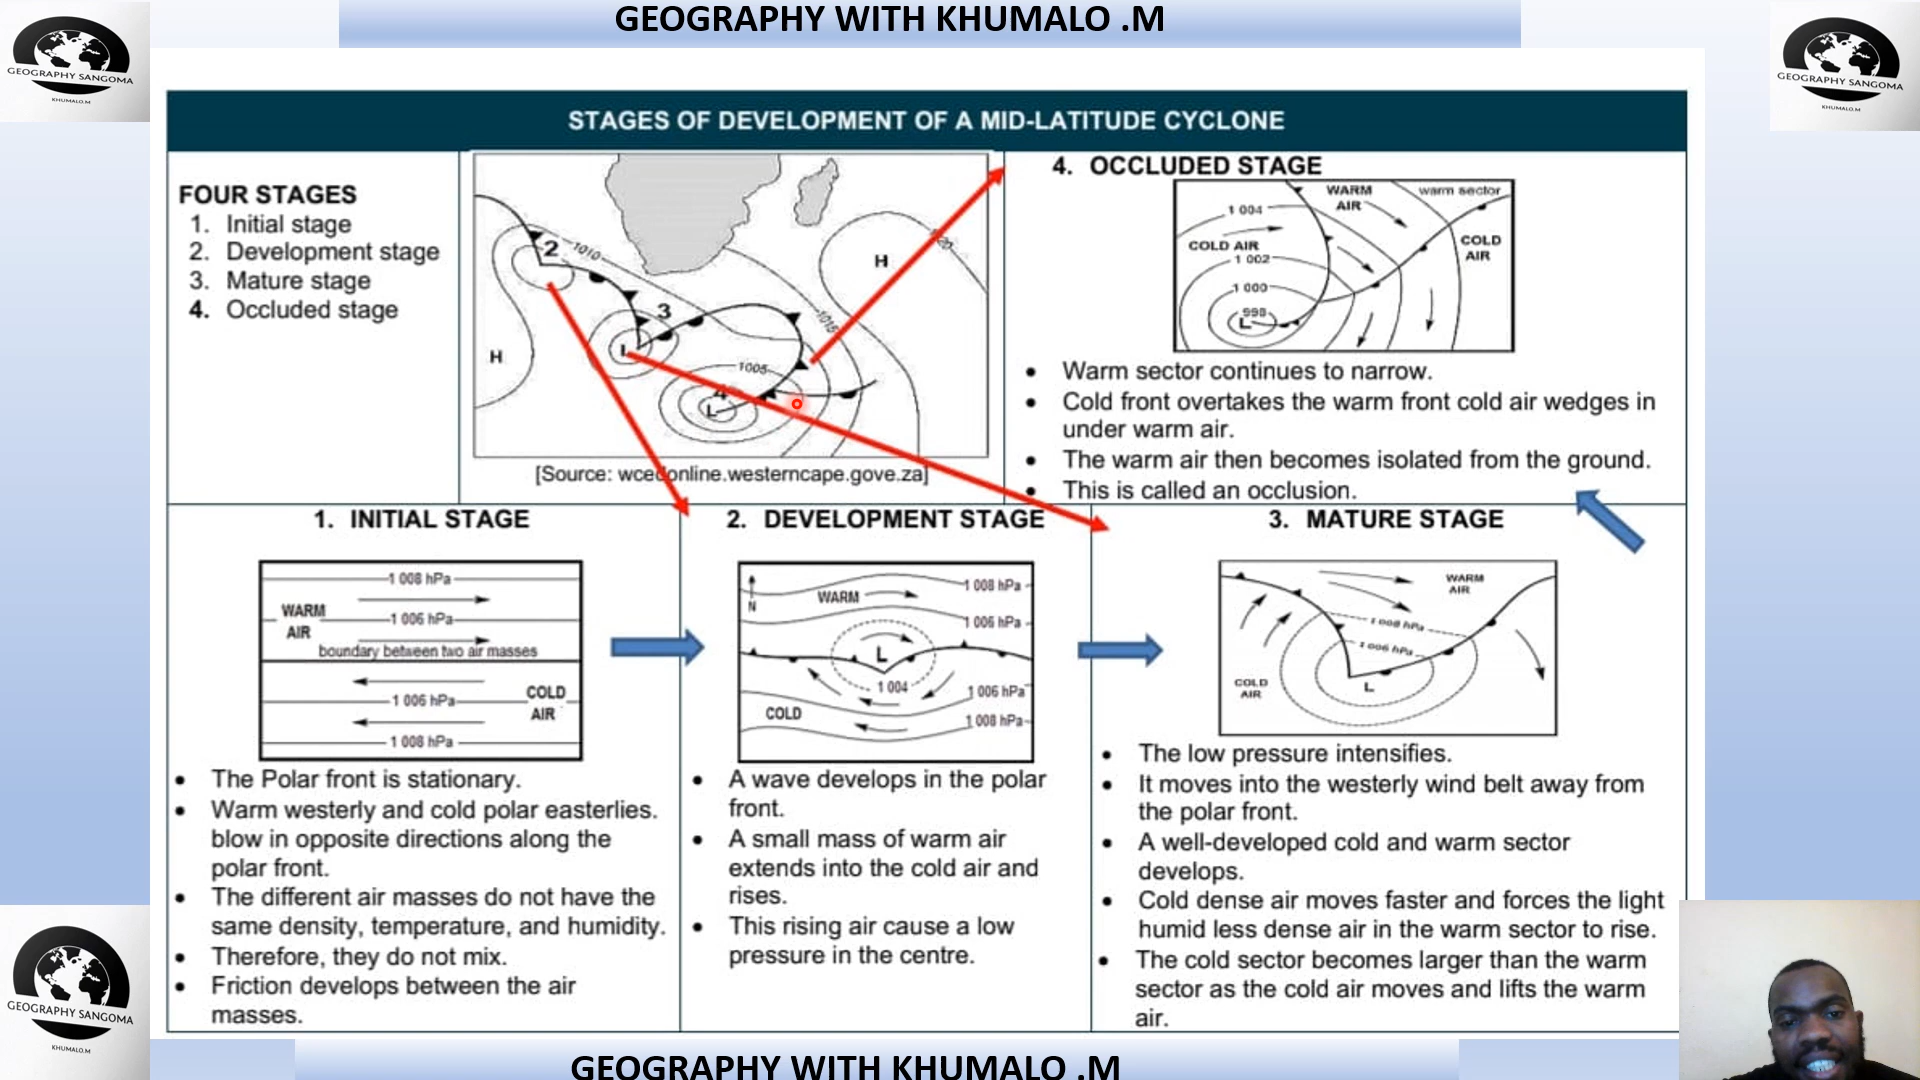 GEOGRAPHY WITH KHUMALO .M
GEOGRAPHY SANGOMA
KHUMALO.M
GEOGRAPHY SANGOMA
KHUMALO.M
STAGES OF DEVELOPMENT OF A MID-LATITUDE CYCLONE
FOUR STAGES
1. Initial stage
2. Development stage
3. Mature stage
4. Occluded stage
2
1010
3
H
H
L
1015
1005
4
L
[Source: wcedonline.westerncape.gove.za]
4. OCCLUDED STAGE
WARM
AIR
warm sector
1 004
COLD AIR
COLD
AIR
1 002
1 000
998
L
• Warm sector continues to narrow.
• Cold front overtakes the warm front cold air wedges in
under warm air.
• The warm air then becomes isolated from the ground.
• This is called an occlusion.
1. INITIAL STAGE
1 008 hPa
WARM
AIR
1 006 hPa
boundary between two air masses
1 006 hPa
COLD
AIR
1 008 hPa
• The Polar front is stationary.
• Warm westerly and cold polar easterlies.
blow in opposite directions along the
polar front.
• The different air masses do not have the
same density, temperature, and humidity.
• Therefore, they do not mix.
• Friction develops between the air
masses.
2. DEVELOPMENT STAGE
N
WARM
1 008 hPa
1 006 hPa
L
1 004
1 006 hPa
COLD
1 008 hPa
• A wave develops in the polar
front.
• A small mass of warm air
extends into the cold air and
rises.
• This rising air cause a low
pressure in the centre.
3. MATURE STAGE
WARM
AIR
1 008 hPa
1 006 hPa
COLD
AIR
L
• The low pressure intensifies.
• It moves into the westerly wind belt away from
the polar front.
• A well-developed cold and warm sector
develops.
• Cold dense air moves faster and forces the light
humid less dense air in the warm sector to rise.
• The cold sector becomes larger than the warm
sector as the cold air moves and lifts the warm
air.
GEOGRAPHY SANGOMA
KHUMALO.M
GEOGRAPHY WITH KHUMALO .M